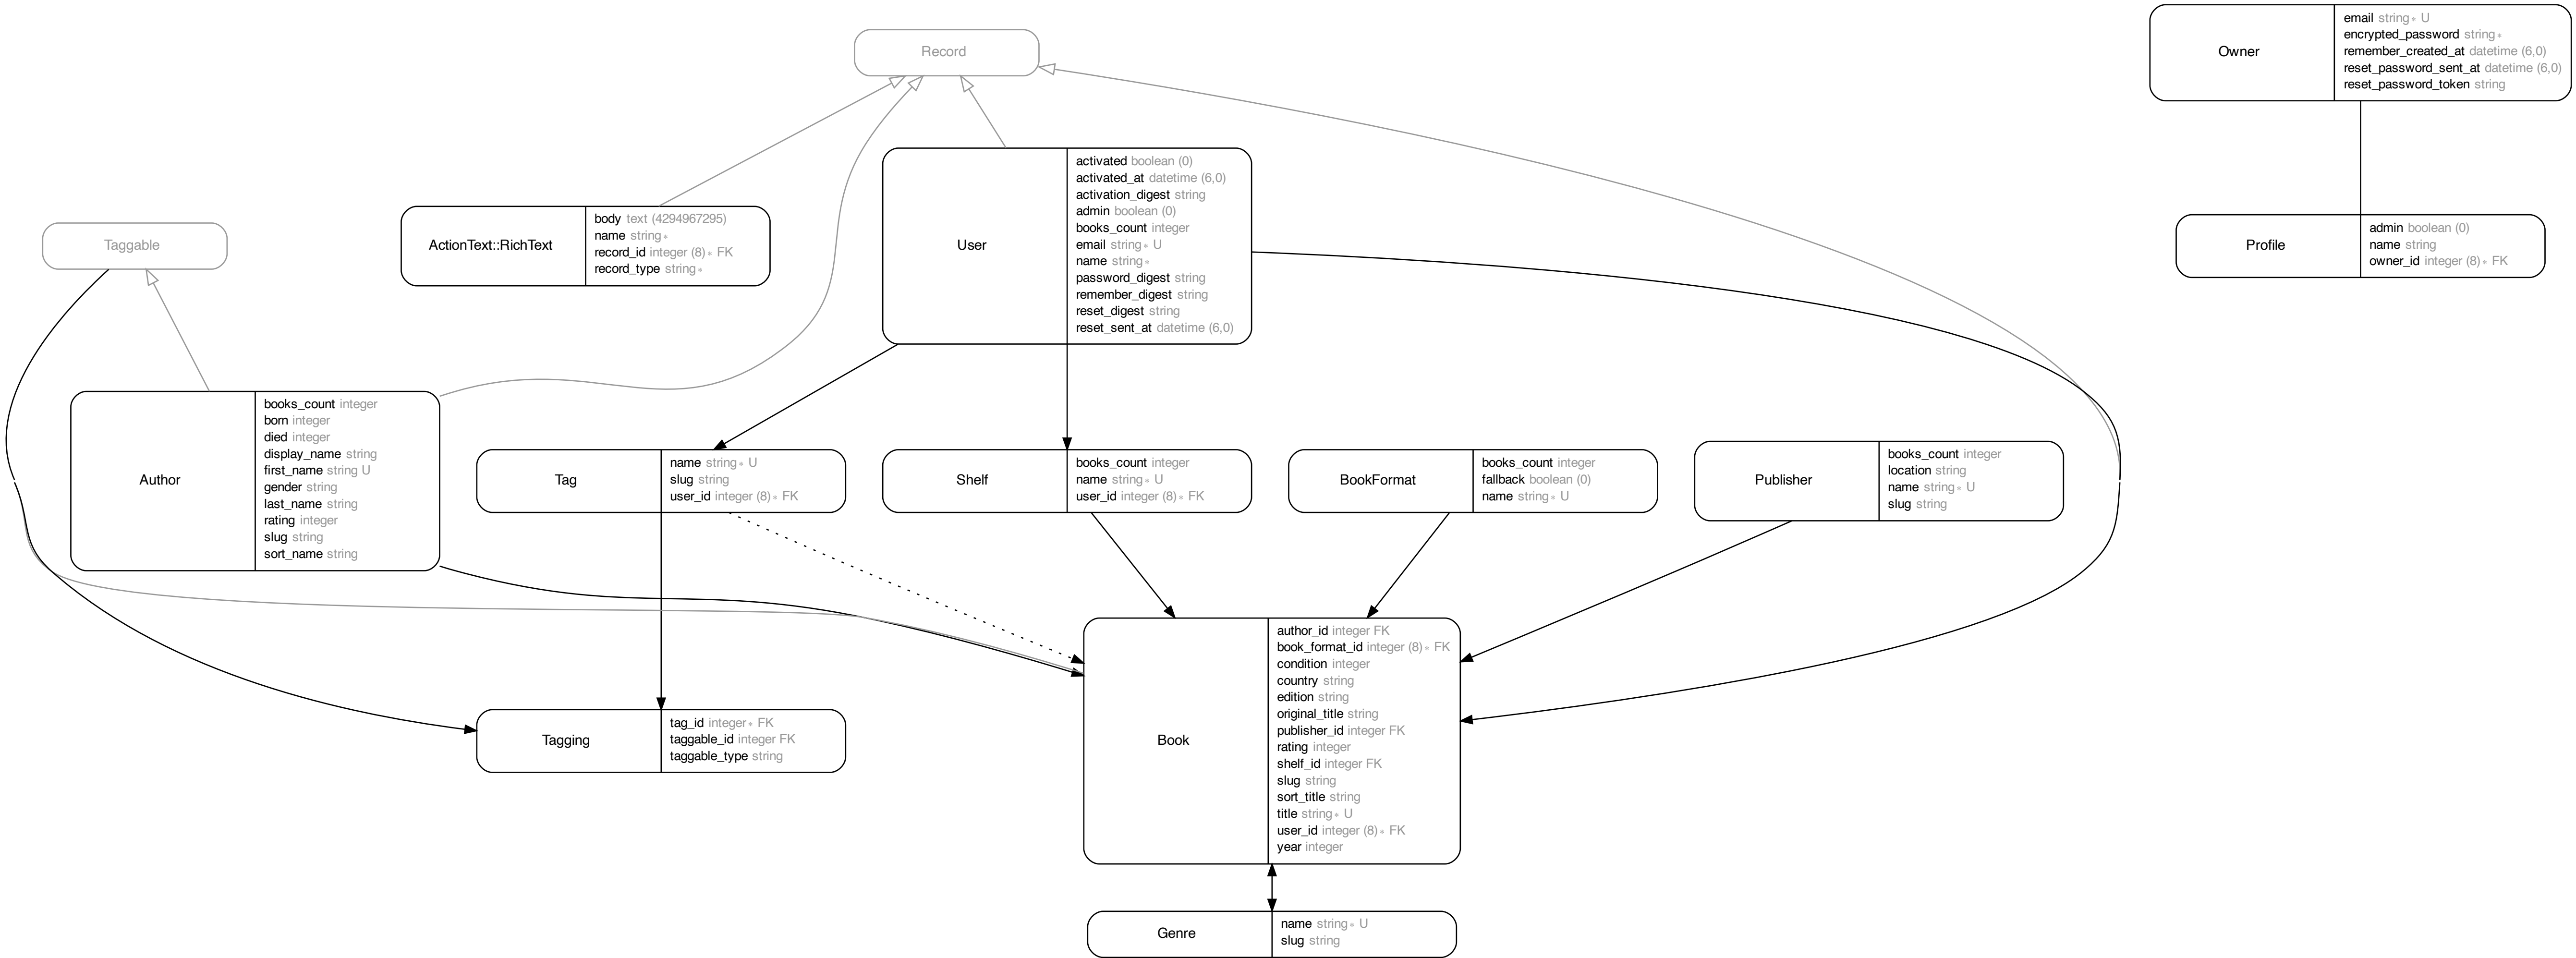 Record
Owner
email string∗ U
encrypted_password string∗
remember_created_at datetime (6,0)
reset_password_sent_at datetime (6,0)
reset_password_token string
Taggable
ActionText::RichText
body text (4294967295)
name string∗
record_id integer (8)∗ FK
record_type string∗
User
activated boolean (0)
activated_at datetime (6,0)
activation_digest string
admin boolean (0)
books_count integer
email string∗ U
name string∗
password_digest string
remember_digest string
reset_digest string
reset_sent_at datetime (6,0)
Profile
admin boolean (0)
name string
owner_id integer (8)∗ FK
Author
books_count integer
born integer
died integer
display_name string
first_name string U
gender string
last_name string
rating integer
slug string
sort_name string
Tag
name string∗ U
slug string
user_id integer (8)∗ FK
Shelf
books_count integer
name string∗ U
user_id integer (8)∗ FK
BookFormat
books_count integer
fallback boolean (0)
name string∗ U
Publisher
books_count integer
location string
name string∗ U
slug string
Tagging
tag_id integer∗ FK
taggable_id integer FK
taggable_type string
Book
author_id integer FK
book_format_id integer (8)∗ FK
condition integer
country string
edition string
original_title string
publisher_id integer FK
rating integer
shelf_id integer FK
slug string
sort_title string
title string∗ U
user_id integer (8)∗ FK
year integer
Genre
name string∗ U
slug string